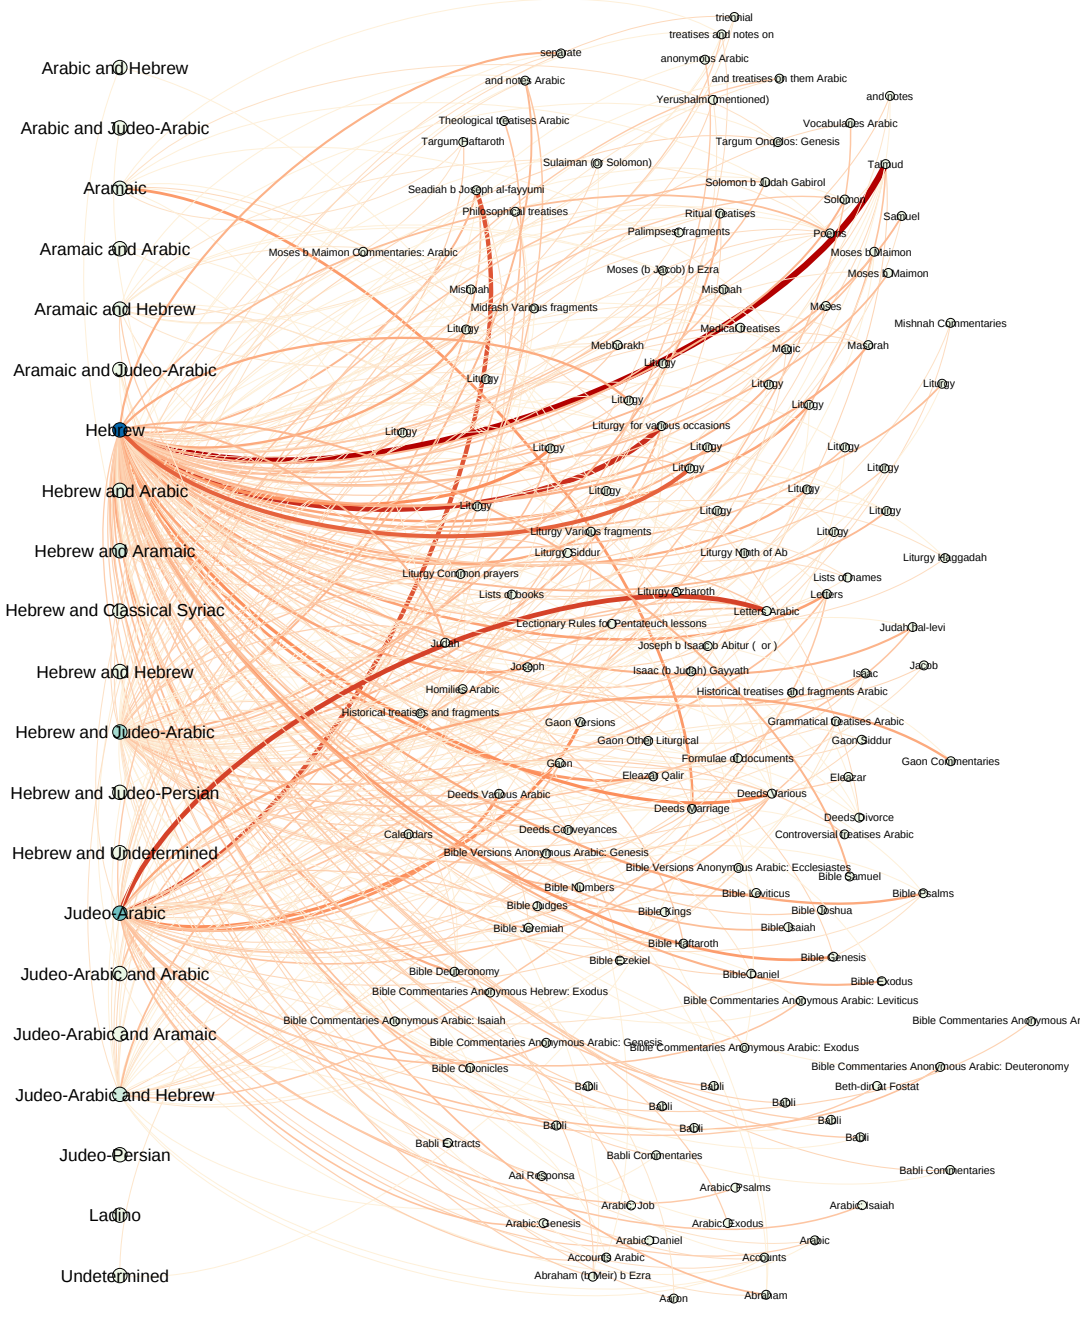 Arabic and Hebrew
Arabic and Judeo-Arabic
Aramaic
Aramaic and Arabic
Aramaic and Hebrew
Aramaic and Judeo-Arabic
Hebrew
Hebrew and Arabic
Hebrew and Aramaic
Hebrew and Classical Syriac
Hebrew and Hebrew
Hebrew and Judeo-Arabic
Hebrew and Judeo-Persian
Hebrew and Undetermined
Judeo-Arabic
Judeo-Arabic and Arabic
Judeo-Arabic and Aramaic
Judeo-Arabic and Hebrew
Judeo-Persian
Ladino
Undetermined
triennial
treatises and notes on
separate
anonymous Arabic
and notes Arabic
and treatises on them Arabic
Yerushalmi (mentioned)
and notes
Theological treatises Arabic
Vocabularies Arabic
Targum Haftaroth
Targum Onqelos: Genesis
Sulaiman (or Solomon)
Talmud
Seadiah b Joseph al-fayyumi
Solomon b Judah Gabirol
Solomon
Philosophical treatises
Ritual treatises
Samuel
Palimpsest fragments
Poetics
Moses b Maimon Commentaries: Arabic
Moses b Maimon
Moses (b Jacob) b Ezra
Moses b Maimon
Mishnah
Mishnah
Midrash Various fragments
Moses
Liturgy
Medical treatises
Mishnah Commentaries
Mebhorakh
Magic
Masorah
Liturgy
Liturgy
Liturgy
Liturgy
Liturgy
Liturgy
Liturgy
Liturgy for various occasions
Liturgy
Liturgy
Liturgy
Liturgy
Liturgy
Liturgy
Liturgy
Liturgy
Liturgy
Liturgy
Liturgy
Liturgy
Liturgy Various fragments
Liturgy
Liturgy Siddur
Liturgy Ninth of Ab
Liturgy Haggadah
Liturgy Common prayers
Lists of names
Lists of books
Liturgy Azharoth
Letters
Letters Arabic
Lectionary Rules for Pentateuch lessons
Judah hal-levi
Judah
Joseph b Isaac b Abitur ( or )
Joseph
Isaac (b Judah) Gayyath
Isaac
Jacob
Homilies Arabic
Historical treatises and fragments Arabic
Historical treatises and fragments
Gaon Versions
Grammatical treatises Arabic
Gaon Other Liturgical
Gaon Siddur
Gaon
Formulae of documents
Gaon Commentaries
Eleazar Qalir
Eleazar
Deeds Various Arabic
Deeds Various
Deeds Marriage
Deeds Divorce
Calendars
Deeds Conveyances
Controversial treatises Arabic
Bible Versions Anonymous Arabic: Genesis
Bible Versions Anonymous Arabic: Ecclesiastes
Bible Samuel
Bible Numbers
Bible Leviticus
Bible Psalms
Bible Judges
Bible Kings
Bible Joshua
Bible Jeremiah
Bible Isaiah
Bible Haftaroth
Bible Genesis
Bible Ezekiel
Bible Deuteronomy
Bible Daniel
Bible Exodus
Bible Commentaries Anonymous Hebrew: Exodus
Bible Commentaries Anonymous Arabic: Leviticus
Bible Commentaries Anonymous Arabic: Isaiah
Bible Commentaries Anonymous Ar
Bible Commentaries Anonymous Arabic: Genesis
Bible Commentaries Anonymous Arabic: Exodus
Bible Chronicles
Bible Commentaries Anonymous Arabic: Deuteronomy
Babli
Babli
Beth-din at Fostat
Babli
Babli
Babli
Babli
Babli
Babli
Babli Extracts
Babli Commentaries
Babli Commentaries
Aai Responsa
Arabic: Psalms
Arabic: Job
Arabic: Isaiah
Arabic: Genesis
Arabic: Exodus
Arabic: Daniel
Arabic
Accounts Arabic
Accounts
Abraham (b Meir) b Ezra
Aaron
Abraham